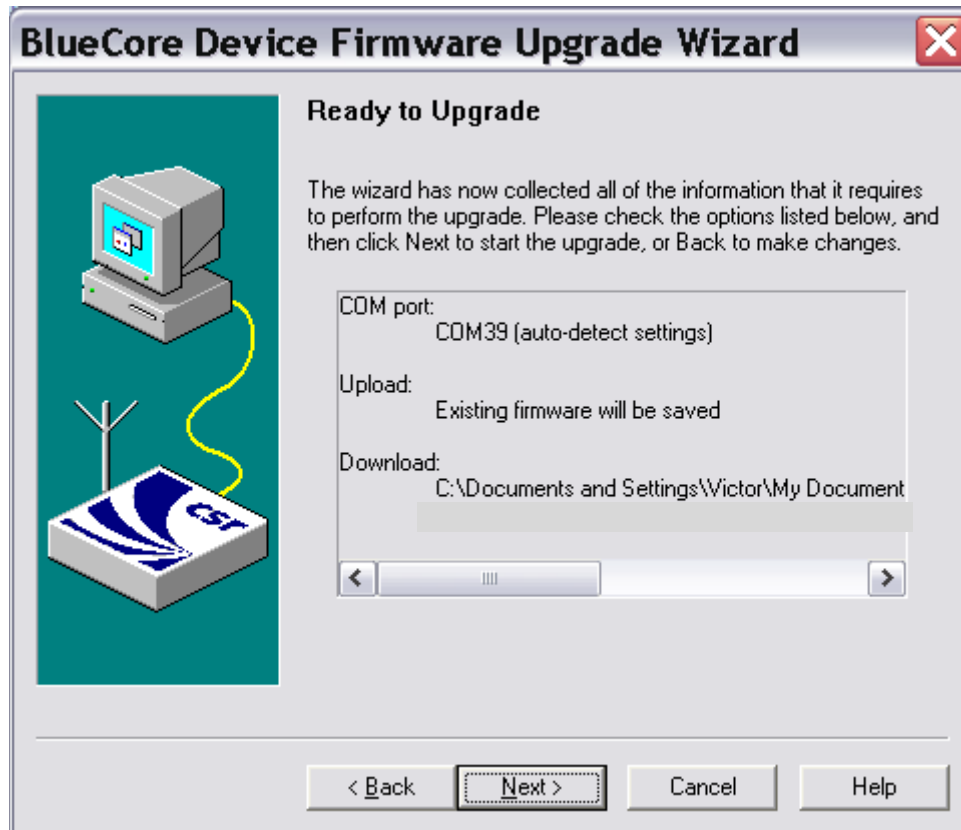 BlueCore Device Firmware Upgrade Wizard
Ready to Upgrade
The wizard has now collected all of the information that it requires
to perform the upgrade. Please check the options listed below, and
then click Next to start the upgrade, or Back to make changes.
COM port:
COM39 (auto-detect settings)
Upload:
Existing firmware will be saved
Download:
C:\Documents and Settings\Victor\My Document
csr
< Back
Next >
Cancel
Help